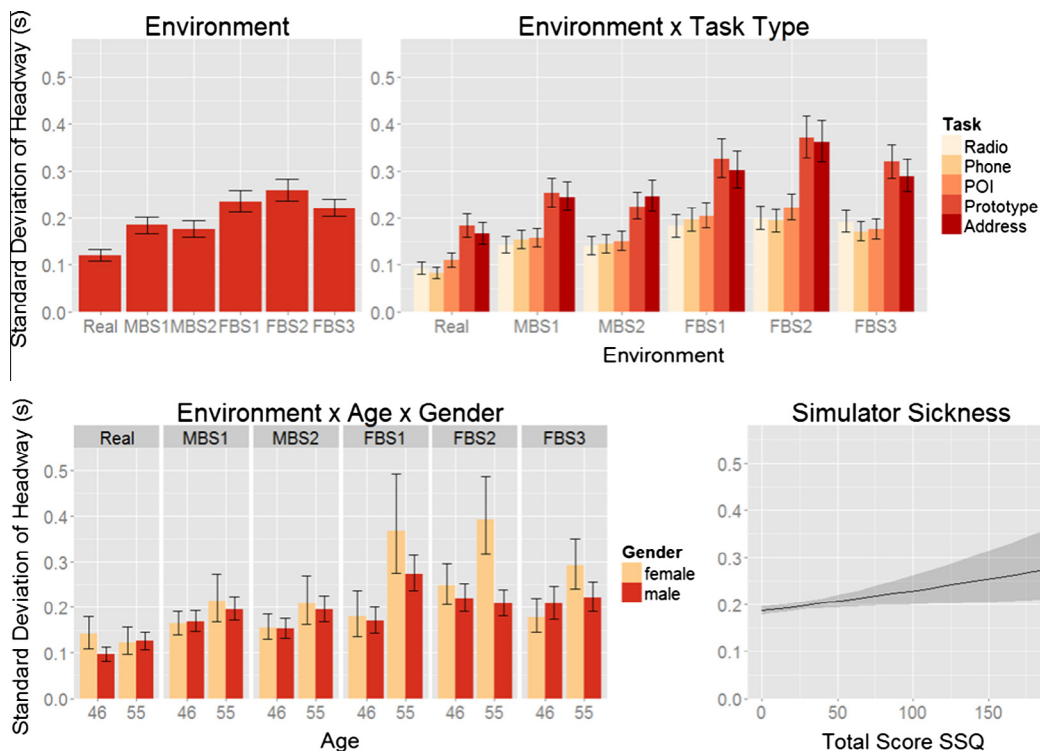 Environment
Environment x Task Type
Standard Deviation of Headway (s)
0.5
0.4
0.3
0.2
0.1
0.0
Real MBS1 MBS2 FBS1 FBS2 FBS3
0.5
0.4
0.3
0.2
0.1
0.0
Real MBS1 MBS2 FBS1 FBS2 FBS3
Environment
Task
Radio
Phone
POI
Prototype
Address
Environment x Age x Gender
Standard Deviation of Headway (s)
Real MBS1 MBS2 FBS1 FBS2 FBS3
0.5
0.4
0.3
0.2
0.1
0.0
46 55 46 55 46 55 46 55 46 55 46 55
Age
Gender
female
male
Simulator Sickness
0.5
0.4
0.3
0.2
0.1
0.0
0 50 100 150
Total Score SSQ